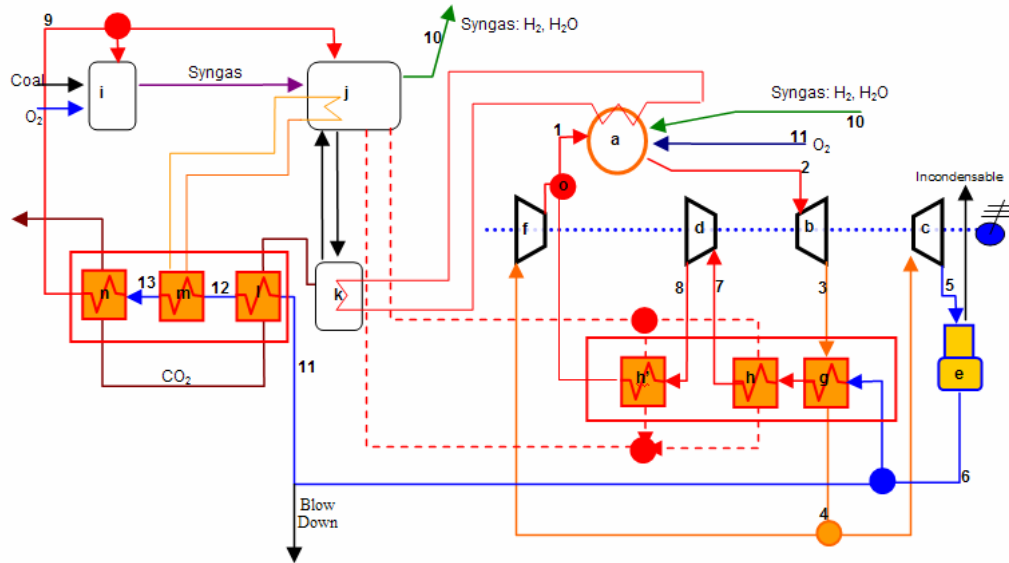 9
10
Syngas: H₂, H₂O
Coal
i
Syngas
j
O₂
1
a
Syngas: H₂, H₂O
10
11
O₂
2
o
Incondensable
f
d
b
c
n
13
m
12
l
k
8
7
3
5
CO₂
11
h'
h
g
e
6
Blow
Down
4